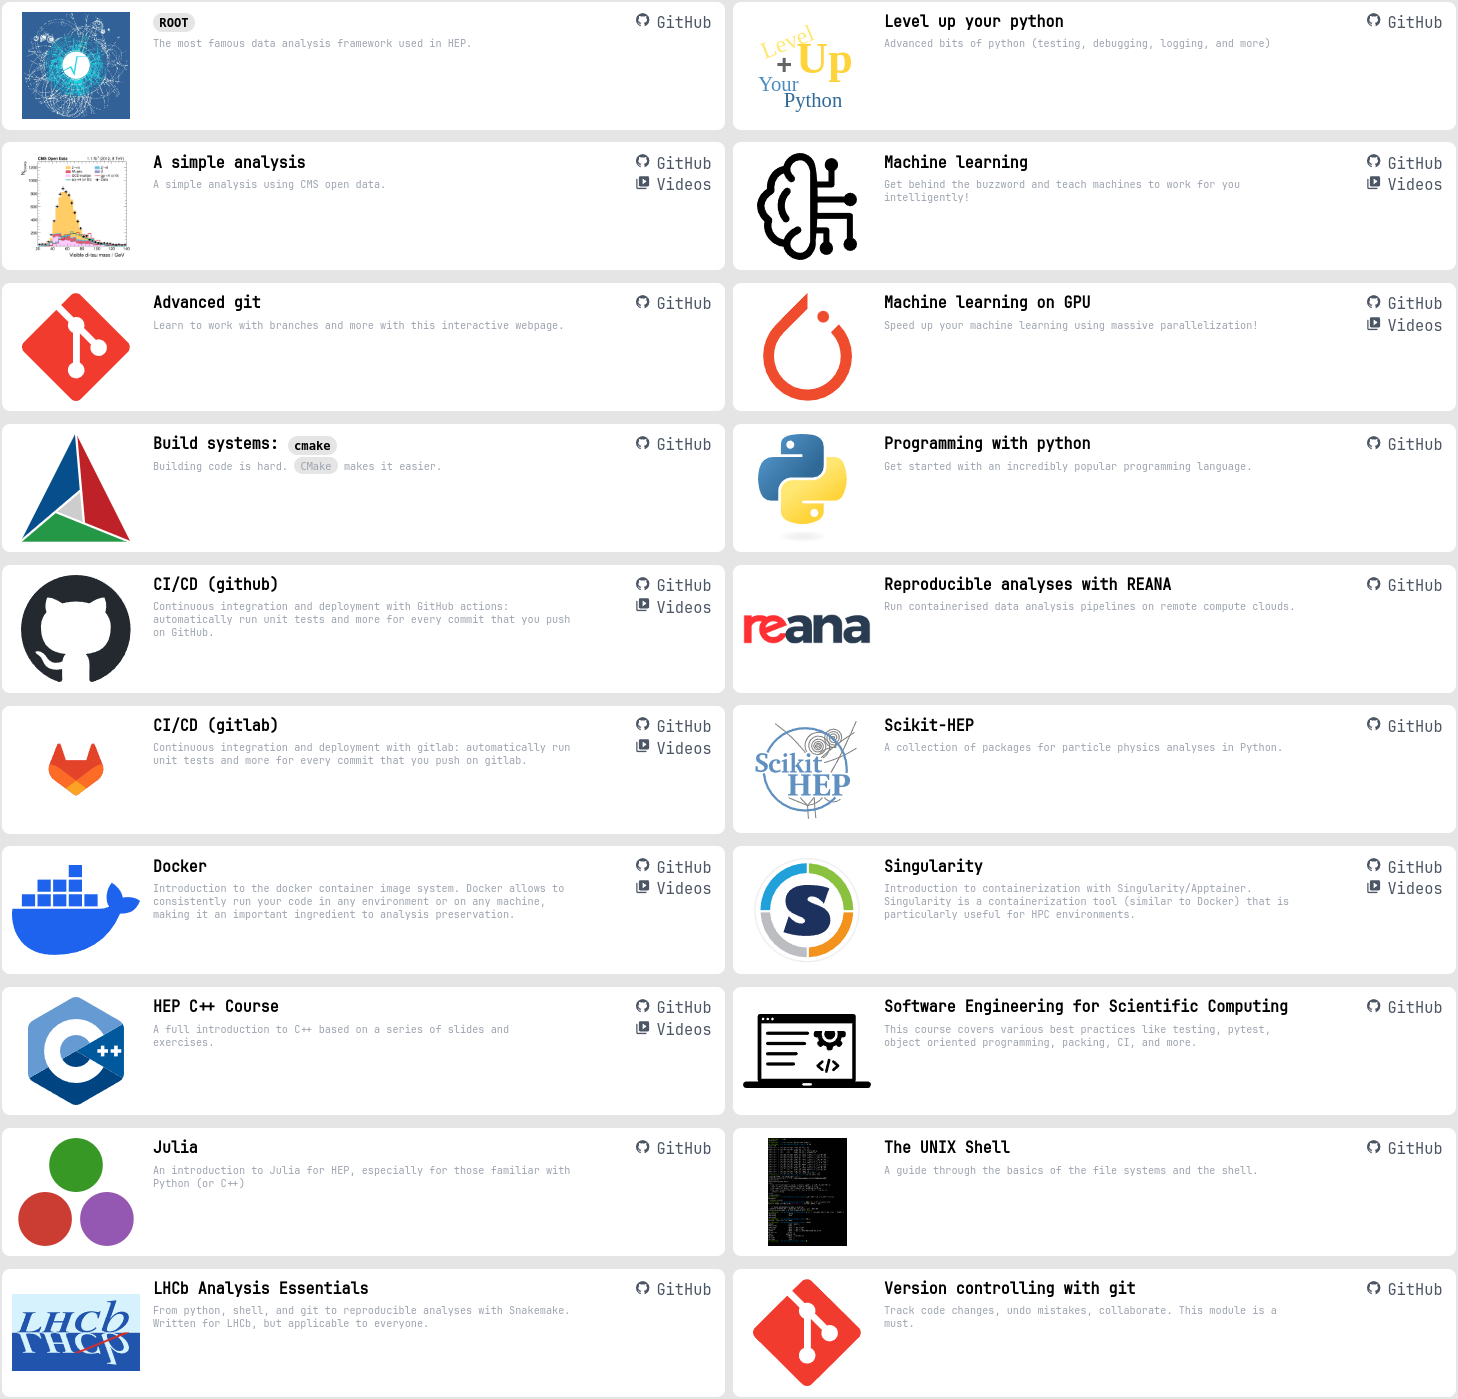 ROOT
GitHub
The most famous data analysis framework used in HEP.
Level
+ Up
Your
Python
Level up your python
GitHub
Advanced bits of python (testing, debugging, logging, and more)
CMS Open Data
Visible di-tau mass / GeV
A simple analysis
GitHub
A simple analysis using CMS open data.
Videos
Machine learning
GitHub
Get behind the buzzword and teach machines to work for you
intelligently!
Videos
Advanced git
GitHub
Learn to work with branches and more with this interactive webpage.
Machine learning on GPU
GitHub
Speed up your machine learning using massive parallelization!
Videos
Build systems: cmake
GitHub
Building code is hard. CMake makes it easier.
Programming with python
GitHub
Get started with an incredibly popular programming language.
CI/CD (github)
GitHub
Continuous integration and deployment with GitHub actions:
automatically run unit tests and more for every commit that you push
on GitHub.
Videos
reana
Reproducible analyses with REANA
GitHub
Run containerised data analysis pipelines on remote compute clouds.
CI/CD (gitlab)
GitHub
Continuous integration and deployment with gitlab: automatically run
unit tests and more for every commit that you push on gitlab.
Videos
Scikit
HEP
Scikit-HEP
GitHub
A collection of packages for particle physics analyses in Python.
Docker
GitHub
Introduction to the docker container image system. Docker allows to
consistently run your code in any environment or on any machine,
making it an important ingredient to analysis preservation.
Videos
S
Singularity
GitHub
Introduction to containerization with Singularity/Apptainer.
Singularity is a containerization tool (similar to Docker) that is
particularly useful for HPC environments.
Videos
C++
HEP C++ Course
GitHub
A full introduction to C++ based on a series of slides and
exercises.
Videos
</>
Software Engineering for Scientific Computing
GitHub
This course covers various best practices like testing, pytest,
object oriented programming, packing, CI, and more.
Julia
GitHub
An introduction to Julia for HEP, especially for those familiar with
Python (or C++)
The UNIX Shell
GitHub
A guide through the basics of the file systems and the shell.
LHCb
LHCb Analysis Essentials
GitHub
From python, shell, and git to reproducible analyses with Snakemake.
Written for LHCb, but applicable to everyone.
Version controlling with git
GitHub
Track code changes, undo mistakes, collaborate. This module is a
must.